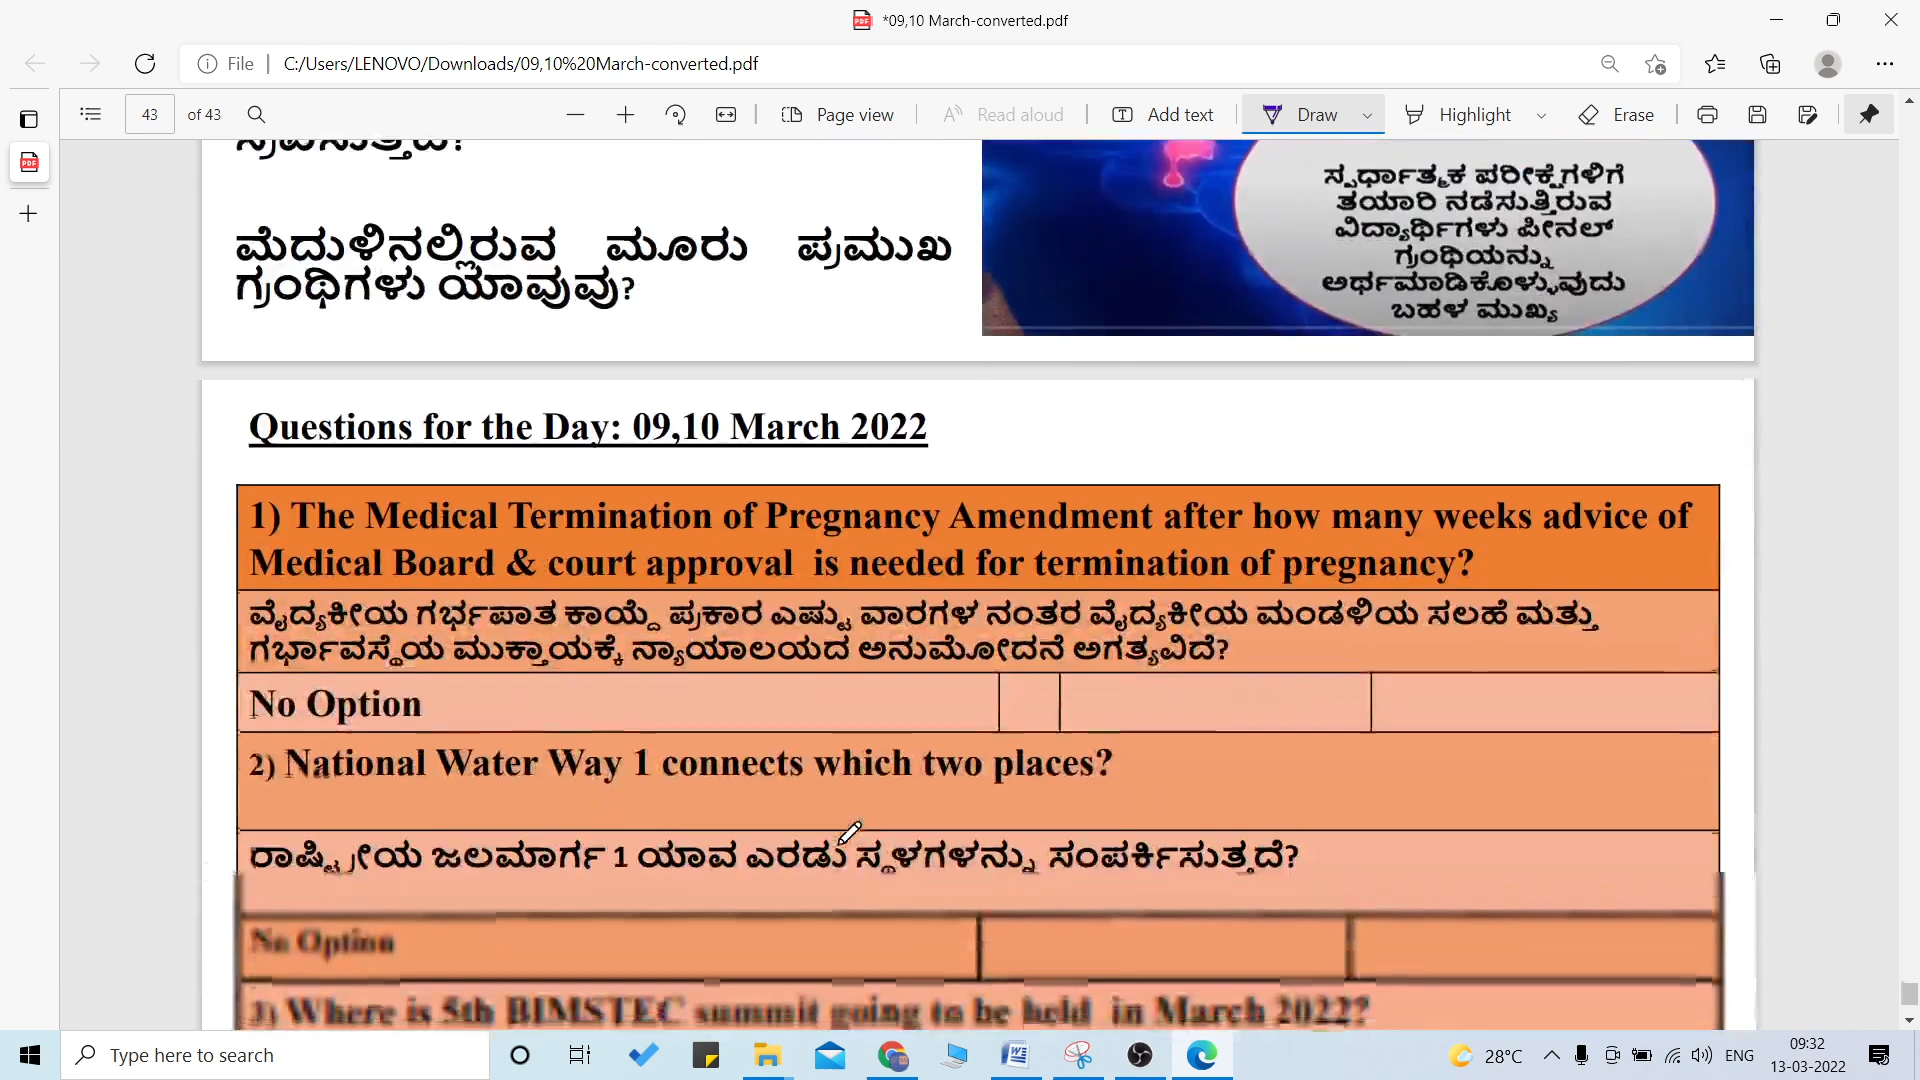 *09,10 March-converted.pdf
File C:/Users/LENOVO/Downloads/09,10%20March-converted.pdf
43 of 43 Page view Read aloud Add text Draw Highlight Erase
ಸ್ಪರ್ಧಾತ್ಮಕ ಪರೀಕ್ಷೆಗಳಿಗೆ
ತಯಾರಿ ನಡೆಸುತ್ತಿರುವ
ವಿದ್ಯಾರ್ಥಿಗಳು ಪೀನಲ್
ಗ್ರಂಥಿಯನ್ನು
ಅರ್ಥಮಾಡಿಕೊಳ್ಳುವುದು
ಬಹಳ ಮುಖ್ಯ
ಮೆದುಳಿನಲ್ಲಿರುವ ಮೂರು ಪ್ರಮುಖ
ಗ್ರಂಥಿಗಳು ಯಾವುವು?
Questions for the Day: 09,10 March 2022
1) The Medical Termination of Pregnancy Amendment after how many weeks advice of
Medical Board & court approval is needed for termination of pregnancy?
ವೈದ್ಯಕೀಯ ಗರ್ಭಪಾತ ಕಾಯ್ದೆ ಪ್ರಕಾರ ಎಷ್ಟು ವಾರಗಳ ನಂತರ ವೈದ್ಯಕೀಯ ಮಂಡಳಿಯ ಸಲಹೆ ಮತ್ತು
ಗರ್ಭಾವಸ್ಥೆಯ ಮುಕ್ತಾಯಕ್ಕೆ ನ್ಯಾಯಾಲಯದ ಅನುಮೋದನೆ ಅಗತ್ಯವಿದೆ?
No Option
2) National Water Way 1 connects which two places?
ರಾಷ್ಟ್ರೀಯ ಜಲಮಾರ್ಗ 1 ಯಾವ ಎರಡು ಸ್ಥಳಗಳನ್ನು ಸಂಪರ್ಕಿಸುತ್ತದೆ?
No Option
3) Where is 5th BIMSTEC summit going to be held in March 2022?
Type here to search 28°C ENG 09:32
13-03-2022